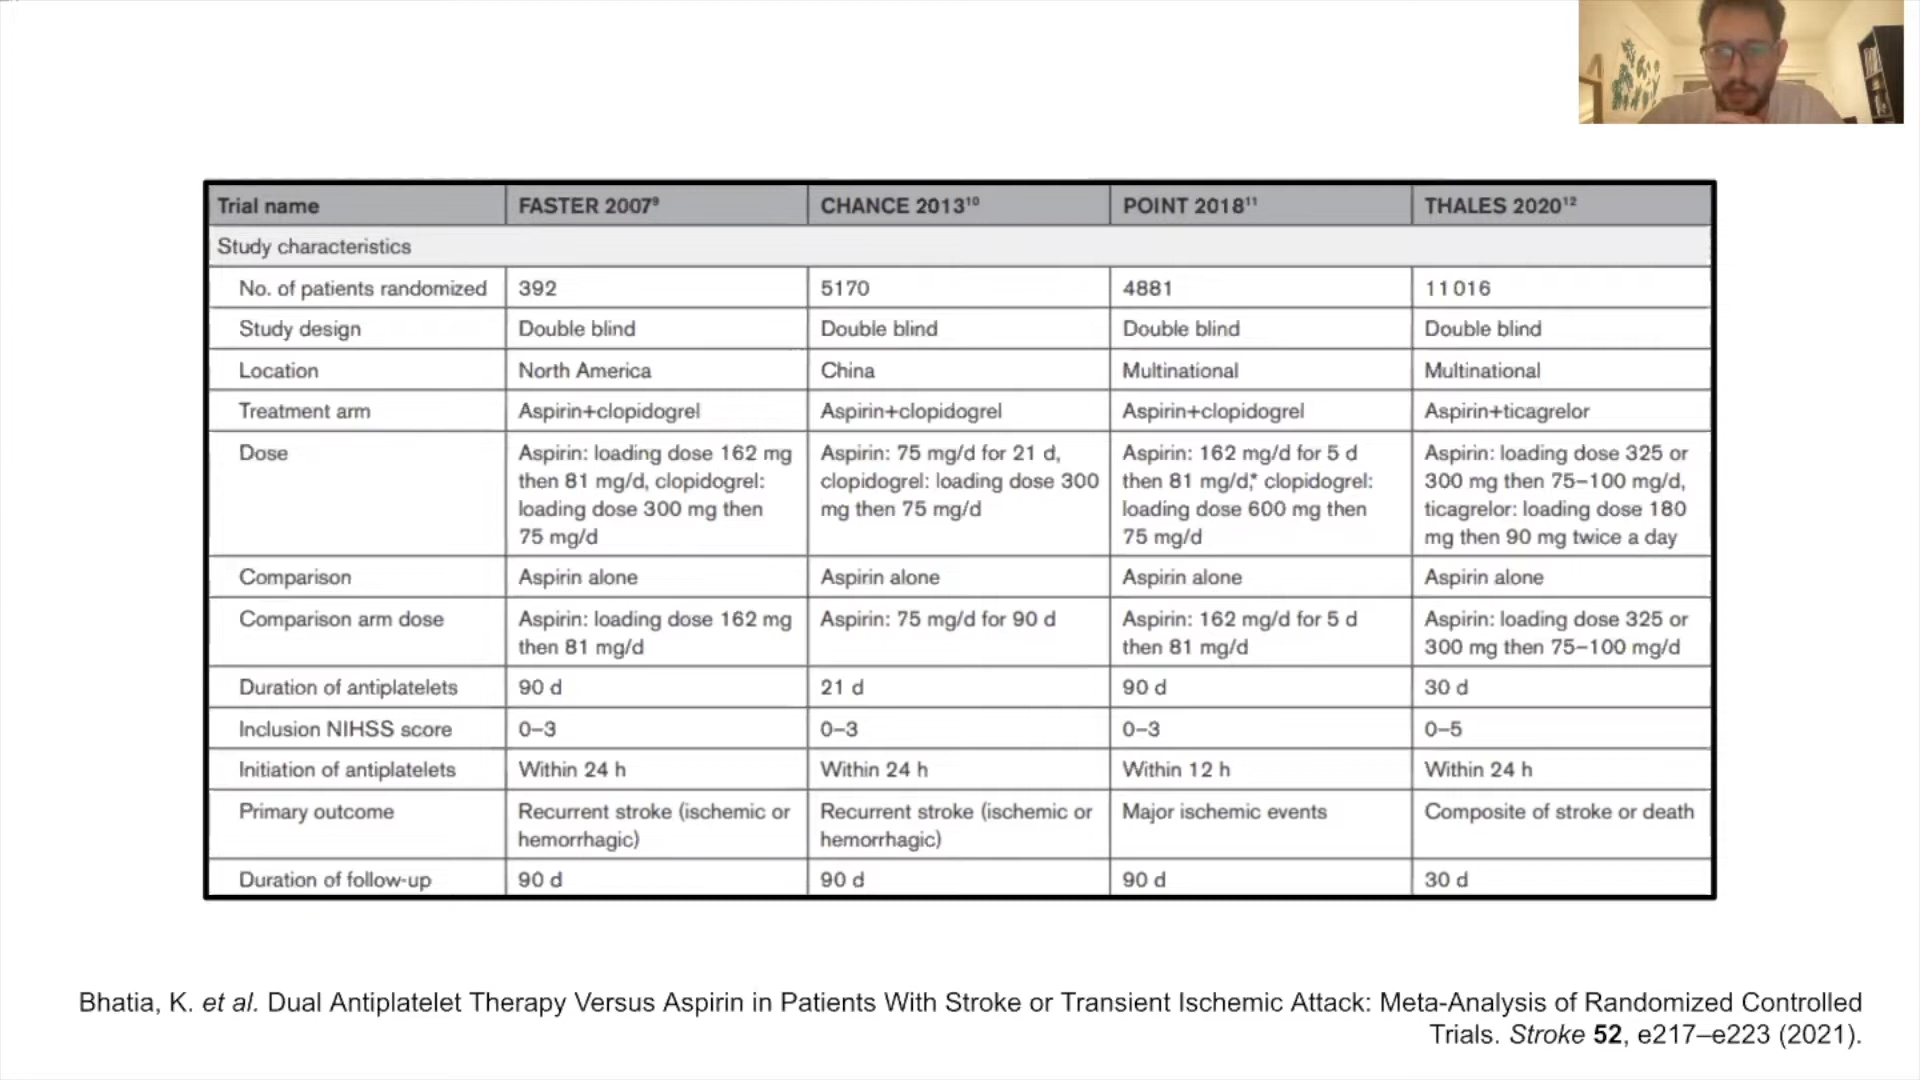 Trial name FASTER 2007⁹ CHANCE 2013¹⁰ POINT 2018¹¹ THALES 2020¹²
Study characteristics
No. of patients randomized 392 5170 4881 11 016
Study design Double blind Double blind Double blind Double blind
Location North America China Multinational Multinational
Treatment arm Aspirin+clopidogrel Aspirin+clopidogrel Aspirin+clopidogrel Aspirin+ticagrelor
Dose Aspirin: loading dose 162 mg Aspirin: 75 mg/d for 21 d, Aspirin: 162 mg/d for 5 d Aspirin: loading dose 325 or
then 81 mg/d, clopidogrel: clopidogrel: loading dose 300 then 81 mg/d,* clopidogrel: 300 mg then 75–100 mg/d,
loading dose 300 mg then mg then 75 mg/d loading dose 600 mg then ticagrelor: loading dose 180
75 mg/d 75 mg/d mg then 90 mg twice a day
Comparison Aspirin alone Aspirin alone Aspirin alone Aspirin alone
Comparison arm dose Aspirin: loading dose 162 mg Aspirin: 75 mg/d for 90 d Aspirin: 162 mg/d for 5 d Aspirin: loading dose 325 or
then 81 mg/d then 81 mg/d 300 mg then 75–100 mg/d
Duration of antiplatelets 90 d 21 d 90 d 30 d
Inclusion NIHSS score 0–3 0–3 0–3 0–5
Initiation of antiplatelets Within 24 h Within 24 h Within 12 h Within 24 h
Primary outcome Recurrent stroke (ischemic or Recurrent stroke (ischemic or Major ischemic events Composite of stroke or death
hemorrhagic) hemorrhagic)
Duration of follow-up 90 d 90 d 90 d 30 d
Bhatia, K. et al. Dual Antiplatelet Therapy Versus Aspirin in Patients With Stroke or Transient Ischemic Attack: Meta-Analysis of Randomized Controlled
Trials. Stroke 52, e217–e223 (2021).